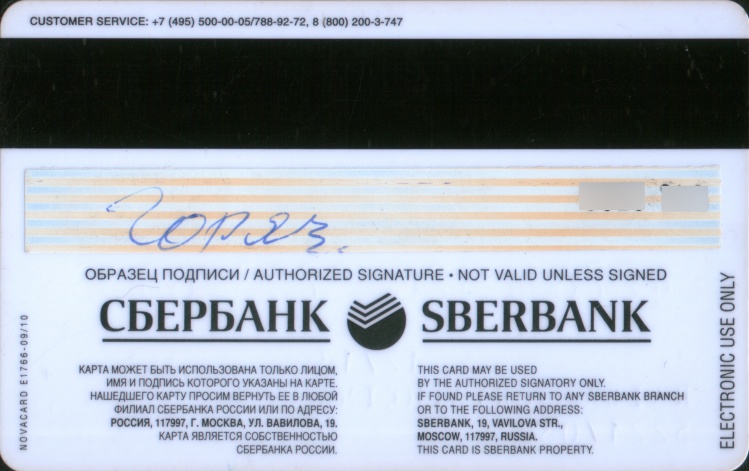 CUSTOMER SERVICE: +7 (495) 500-00-05/788-92-72, 8 (800) 200-3-747
ОБРАЗЕЦ ПОДПИСИ / AUTHORIZED SIGNATURE • NOT VALID UNLESS SIGNED
СБЕРБАНК SBERBANK
КАРТА МОЖЕТ БЫТЬ ИСПОЛЬЗОВАНА ТОЛЬКО ЛИЦОМ,
ИМЯ И ПОДПИСЬ КОТОРОГО УКАЗАНЫ НА КАРТЕ.
НАШЕДШЕГО КАРТУ ПРОСИМ ВЕРНУТЬ ЕЕ В ЛЮБОЙ
ФИЛИАЛ СБЕРБАНКА РОССИИ ИЛИ ПО АДРЕСУ:
РОССИЯ, 117997, Г. МОСКВА, УЛ. ВАВИЛОВА, 19.
КАРТА ЯВЛЯЕТСЯ СОБСТВЕННОСТЬЮ
СБЕРБАНКА РОССИИ.
THIS CARD MAY BE USED
BY THE AUTHORIZED SIGNATORY ONLY.
IF FOUND PLEASE RETURN TO ANY SBERBANK BRANCH
OR TO THE FOLLOWING ADDRESS:
SBERBANK, 19, VAVILOVA STR.,
MOSCOW, 117997, RUSSIA.
THIS CARD IS SBERBANK PROPERTY.
ELECTRONIC USE ONLY
NOVACARD E1766-09/10